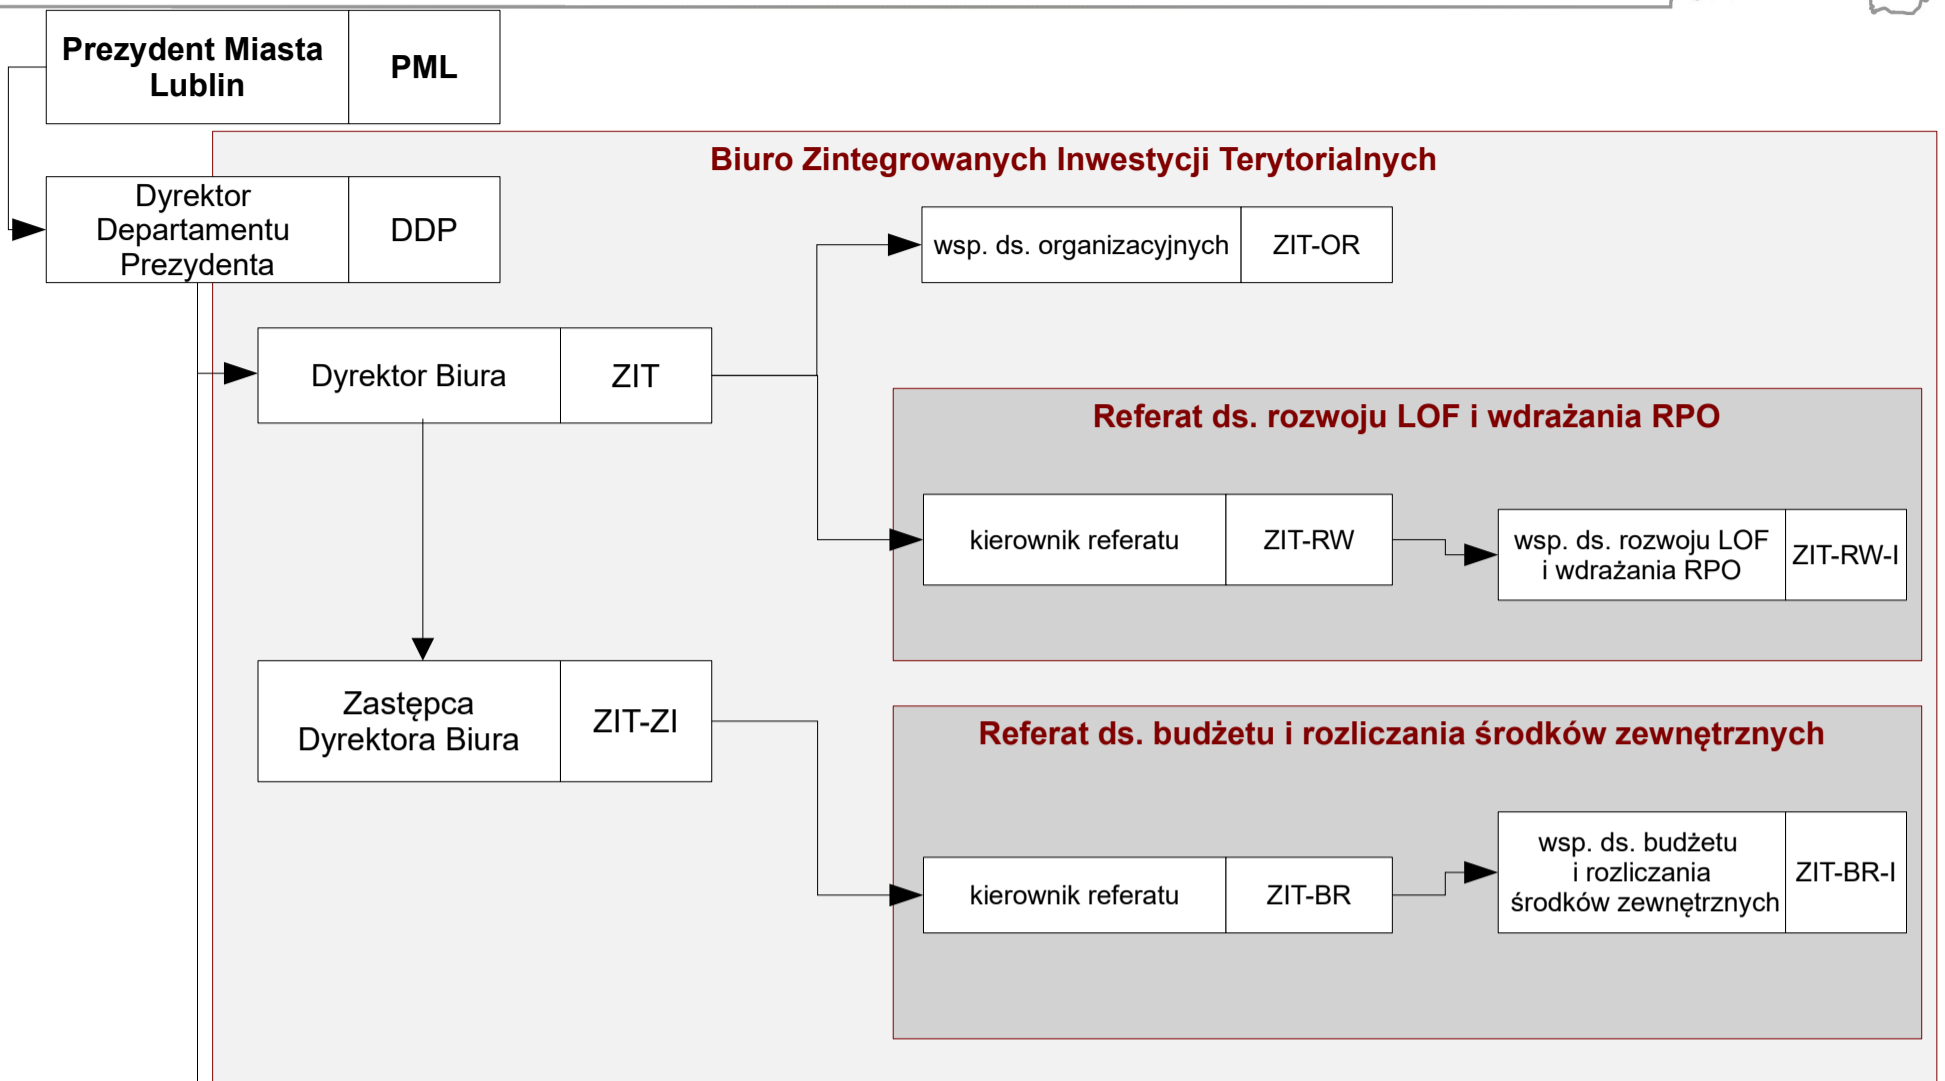 Prezydent Miasta
Lublin
PML
Biuro Zintegrowanych Inwestycji Terytorialnych
Dyrektor
Departamentu
Prezydenta
DDP
wsp. ds. organizacyjnych
ZIT-OR
Dyrektor Biura
ZIT
Referat ds. rozwoju LOF i wdrażania RPO
kierownik referatu
ZIT-RW
wsp. ds. rozwoju LOF
i wdrażania RPO
ZIT-RW-I
Zastępca
Dyrektora Biura
ZIT-ZI
Referat ds. budżetu i rozliczania środków zewnętrznych
kierownik referatu
ZIT-BR
wsp. ds. budżetu
i rozliczania
środków zewnętrznych
ZIT-BR-I